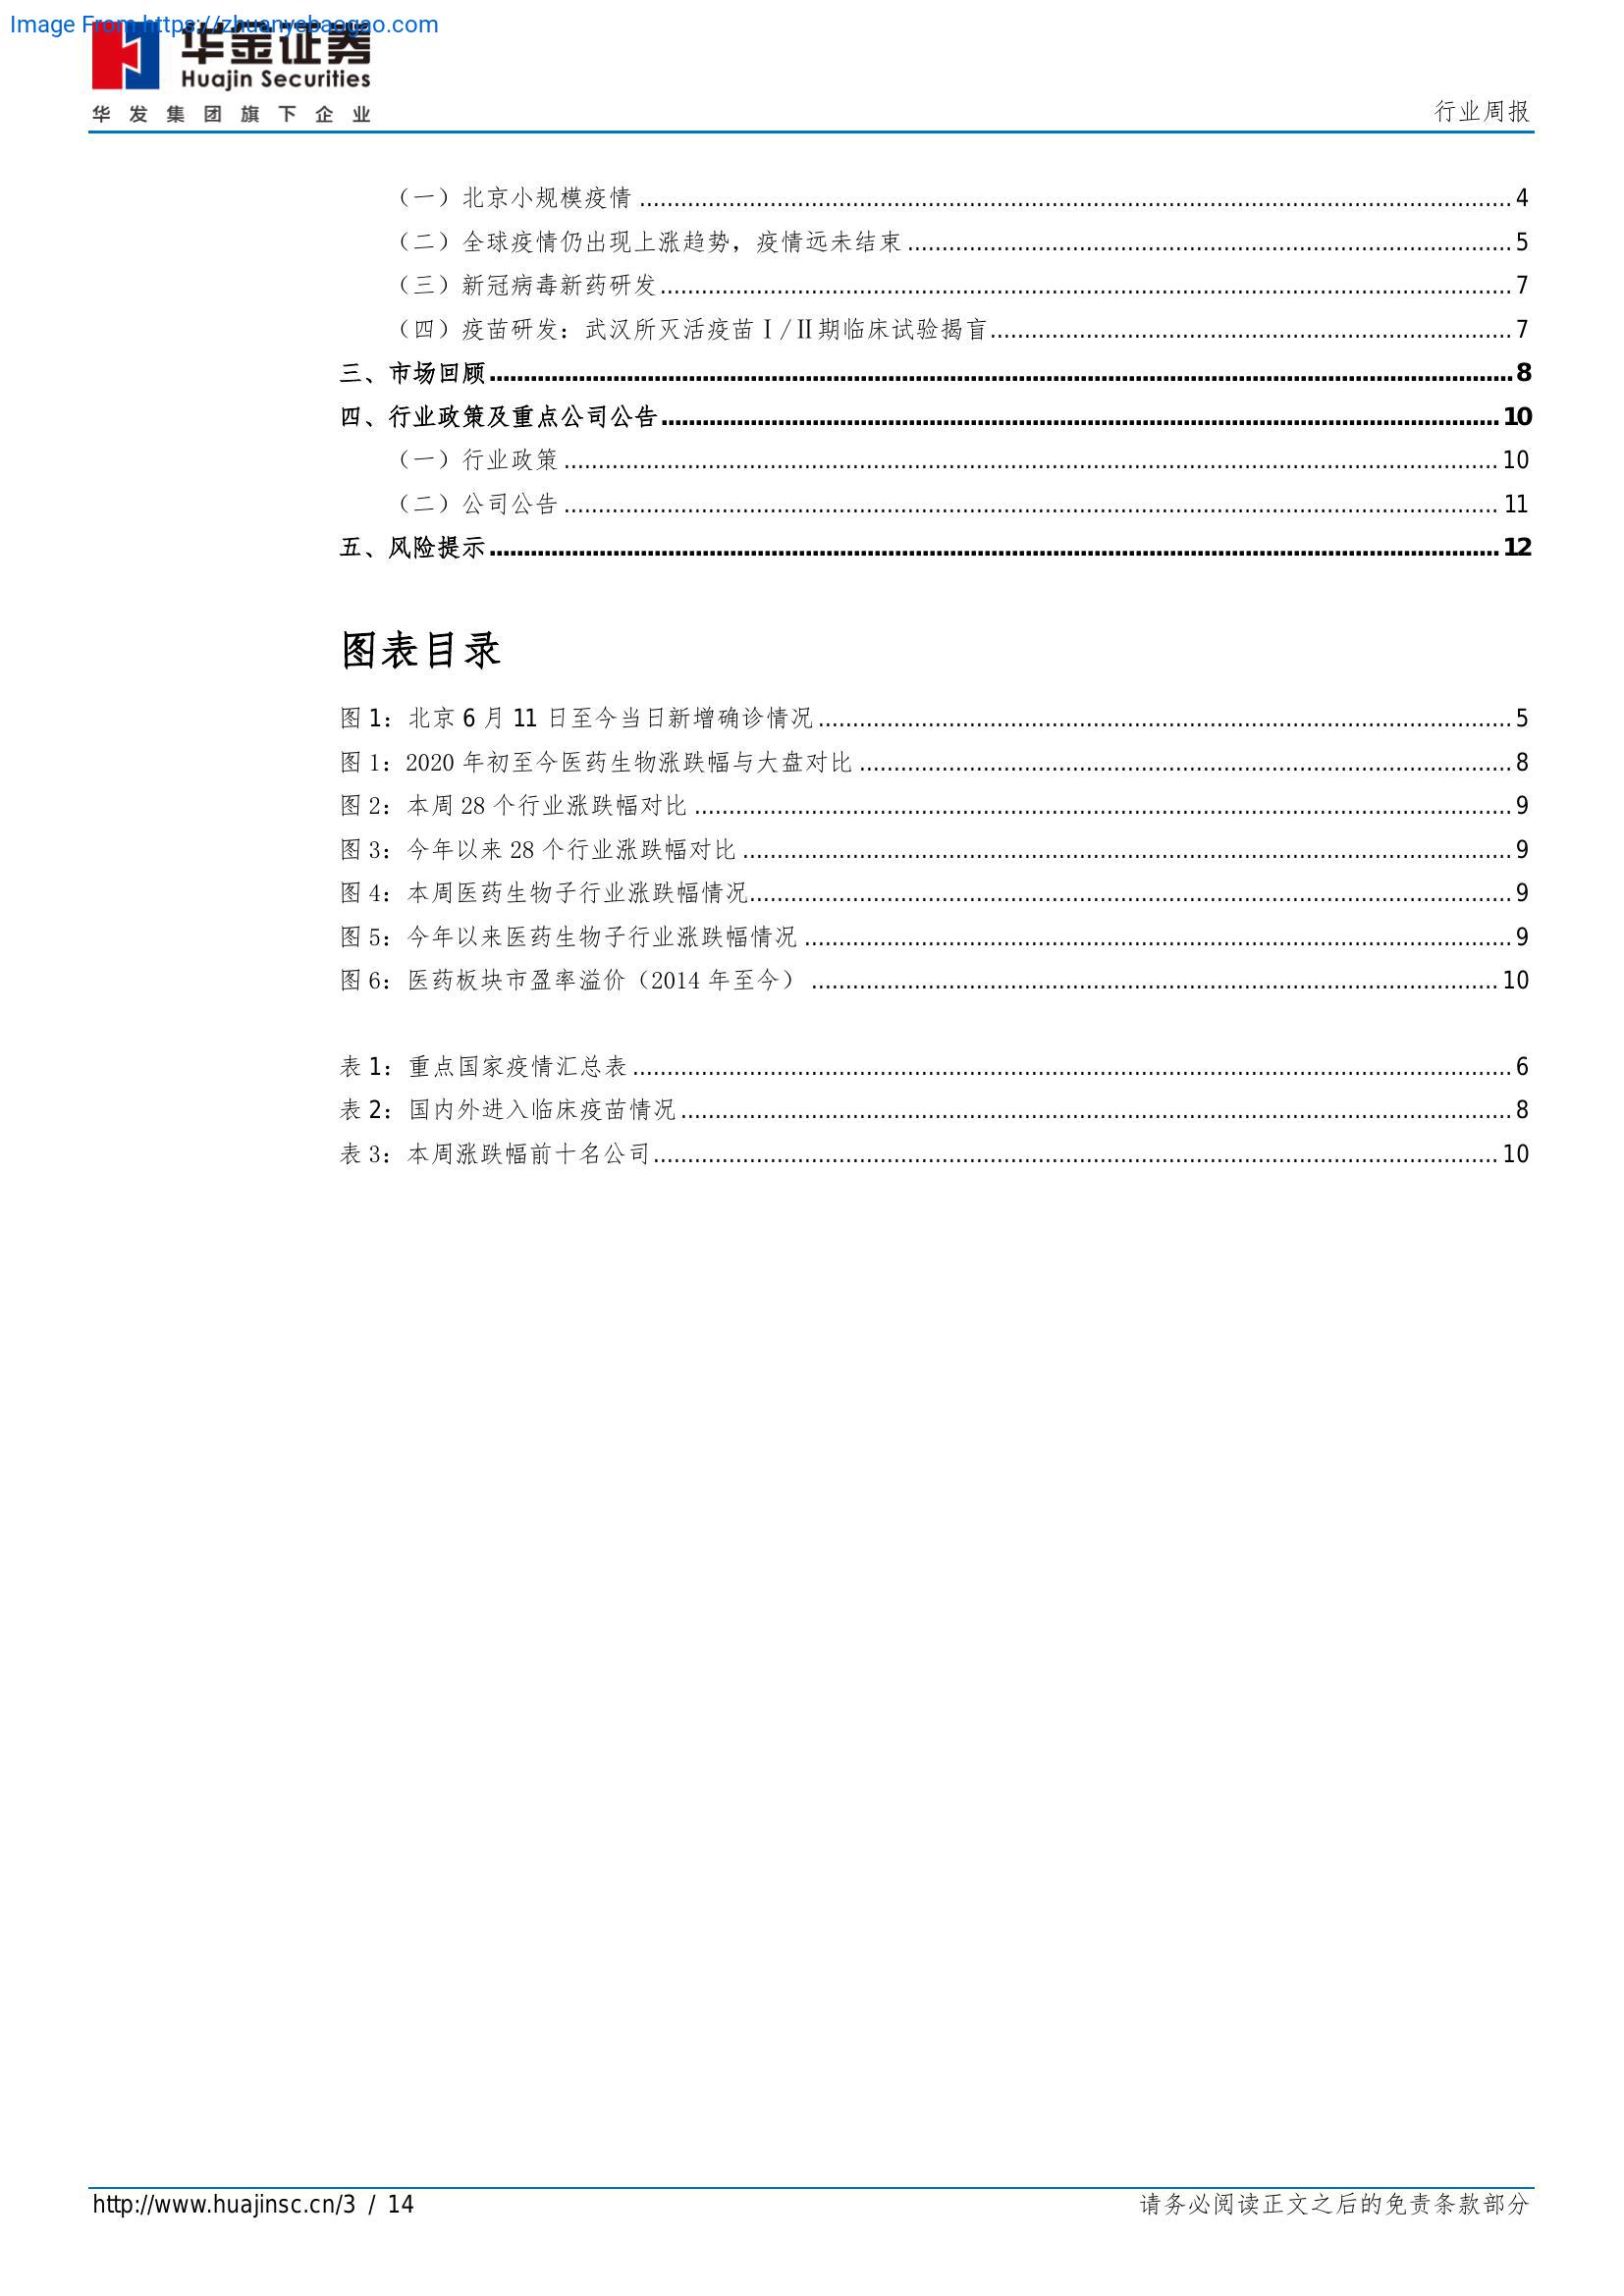 Image From https://zhuanyebaogao.com
华金证券
Huajin Securities
华发集团旗下企业
行业周报
（一）北京小规模疫情 4
（二）全球疫情仍出现上涨趋势，疫情远未结束 5
（三）新冠病毒新药研发 7
（四）疫苗研发：武汉所灭活疫苗Ⅰ/Ⅱ期临床试验揭盲 7
三、市场回顾 8
四、行业政策及重点公司公告 10
（一）行业政策 10
（二）公司公告 11
五、风险提示 12
图表目录
图 1：北京 6 月 11 日至今当日新增确诊情况 5
图 1：2020 年初至今医药生物涨跌幅与大盘对比 8
图 2：本周 28 个行业涨跌幅对比 9
图 3：今年以来 28 个行业涨跌幅对比 9
图 4：本周医药生物子行业涨跌幅情况 9
图 5：今年以来医药生物子行业涨跌幅情况 9
图 6：医药板块市盈率溢价（2014 年至今） 10
表 1：重点国家疫情汇总表 6
表 2：国内外进入临床疫苗情况 8
表 3：本周涨跌幅前十名公司 10
http://www.huajinsc.cn/3 / 14
请务必阅读正文之后的免责条款部分